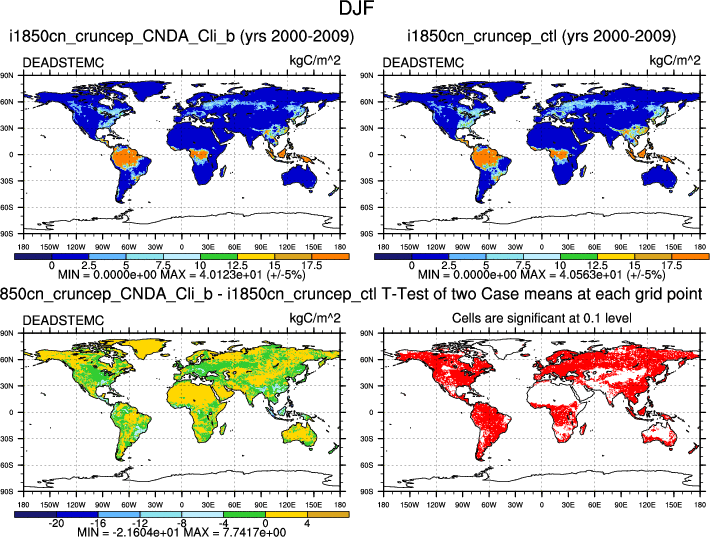 DJF
i1850cn_cruncep_CNDA_Cli_b (yrs 2000-2009)
DEADSTEMC kgC/m^2
90N
60N
30N
0
30S
60S
90S
180 150W 120W 90W 60W 30W 0 30E 60E 90E 120E 150E 180
0 2.5 5 7.5 10 12.5 15 17.5
MIN = 0.0000e+00 MAX = 4.0123e+01 (+/-5%)
i1850cn_cruncep_ctl (yrs 2000-2009)
DEADSTEMC kgC/m^2
90N
60N
30N
0
30S
60S
90S
180 150W 120W 90W 60W 30W 0 30E 60E 90E 120E 150E 180
0 2.5 5 7.5 10 12.5 15 17.5
MIN = 0.0000e+00 MAX = 4.0563e+01 (+/-5%)
850cn_cruncep_CNDA_Cli_b - i1850cn_cruncep_ctl
DEADSTEMC kgC/m^2
90N
60N
30N
0
30S
60S
90S
180 150W 120W 90W 60W 30W 0 30E 60E 90E 120E 150E 180
-20 -16 -12 -8 -4 0 4
MIN = -2.1604e+01 MAX = 7.7417e+00
T-Test of two Case means at each grid point
Cells are significant at 0.1 level
90N
60N
30N
0
30S
60S
90S
180 150W 120W 90W 60W 30W 0 30E 60E 90E 120E 150E 180